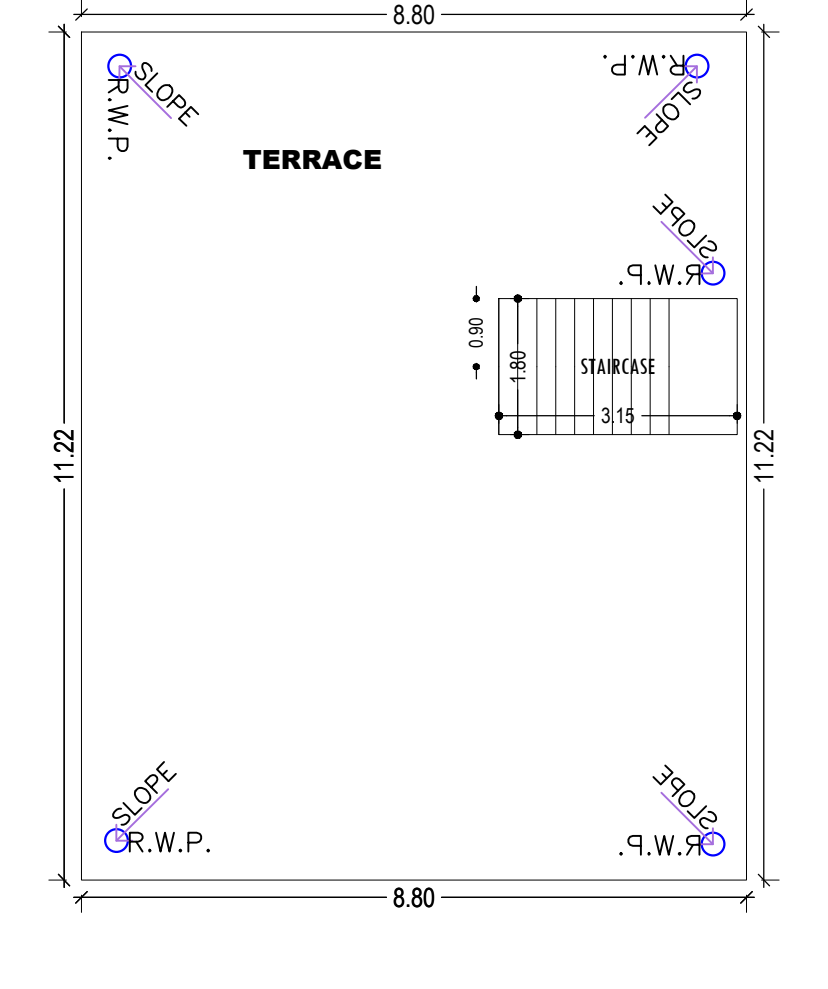 8.80
SLOPE
R.W.P.
R.W.P.
SLOPE
TERRACE
SLOPE
R.W.P.
0.90
1.80
STAIRCASE
3.15
11.22
11.22
SLOPE
R.W.P.
SLOPE
R.W.P.
8.80